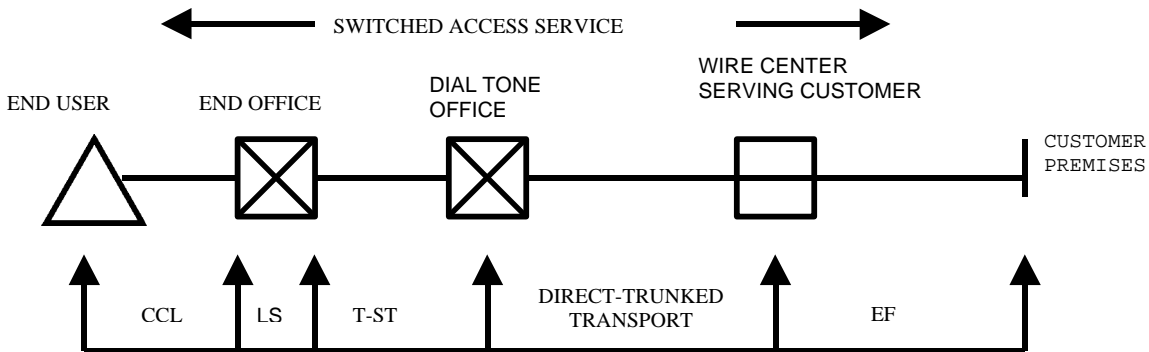 SWITCHED ACCESS SERVICE
WIRE CENTER
SERVING CUSTOMER
DIAL TONE
OFFICE
END USER
END OFFICE
CUSTOMER
PREMISES
CCL
LS
T-ST
DIRECT-TRUNKED
TRANSPORT
EF